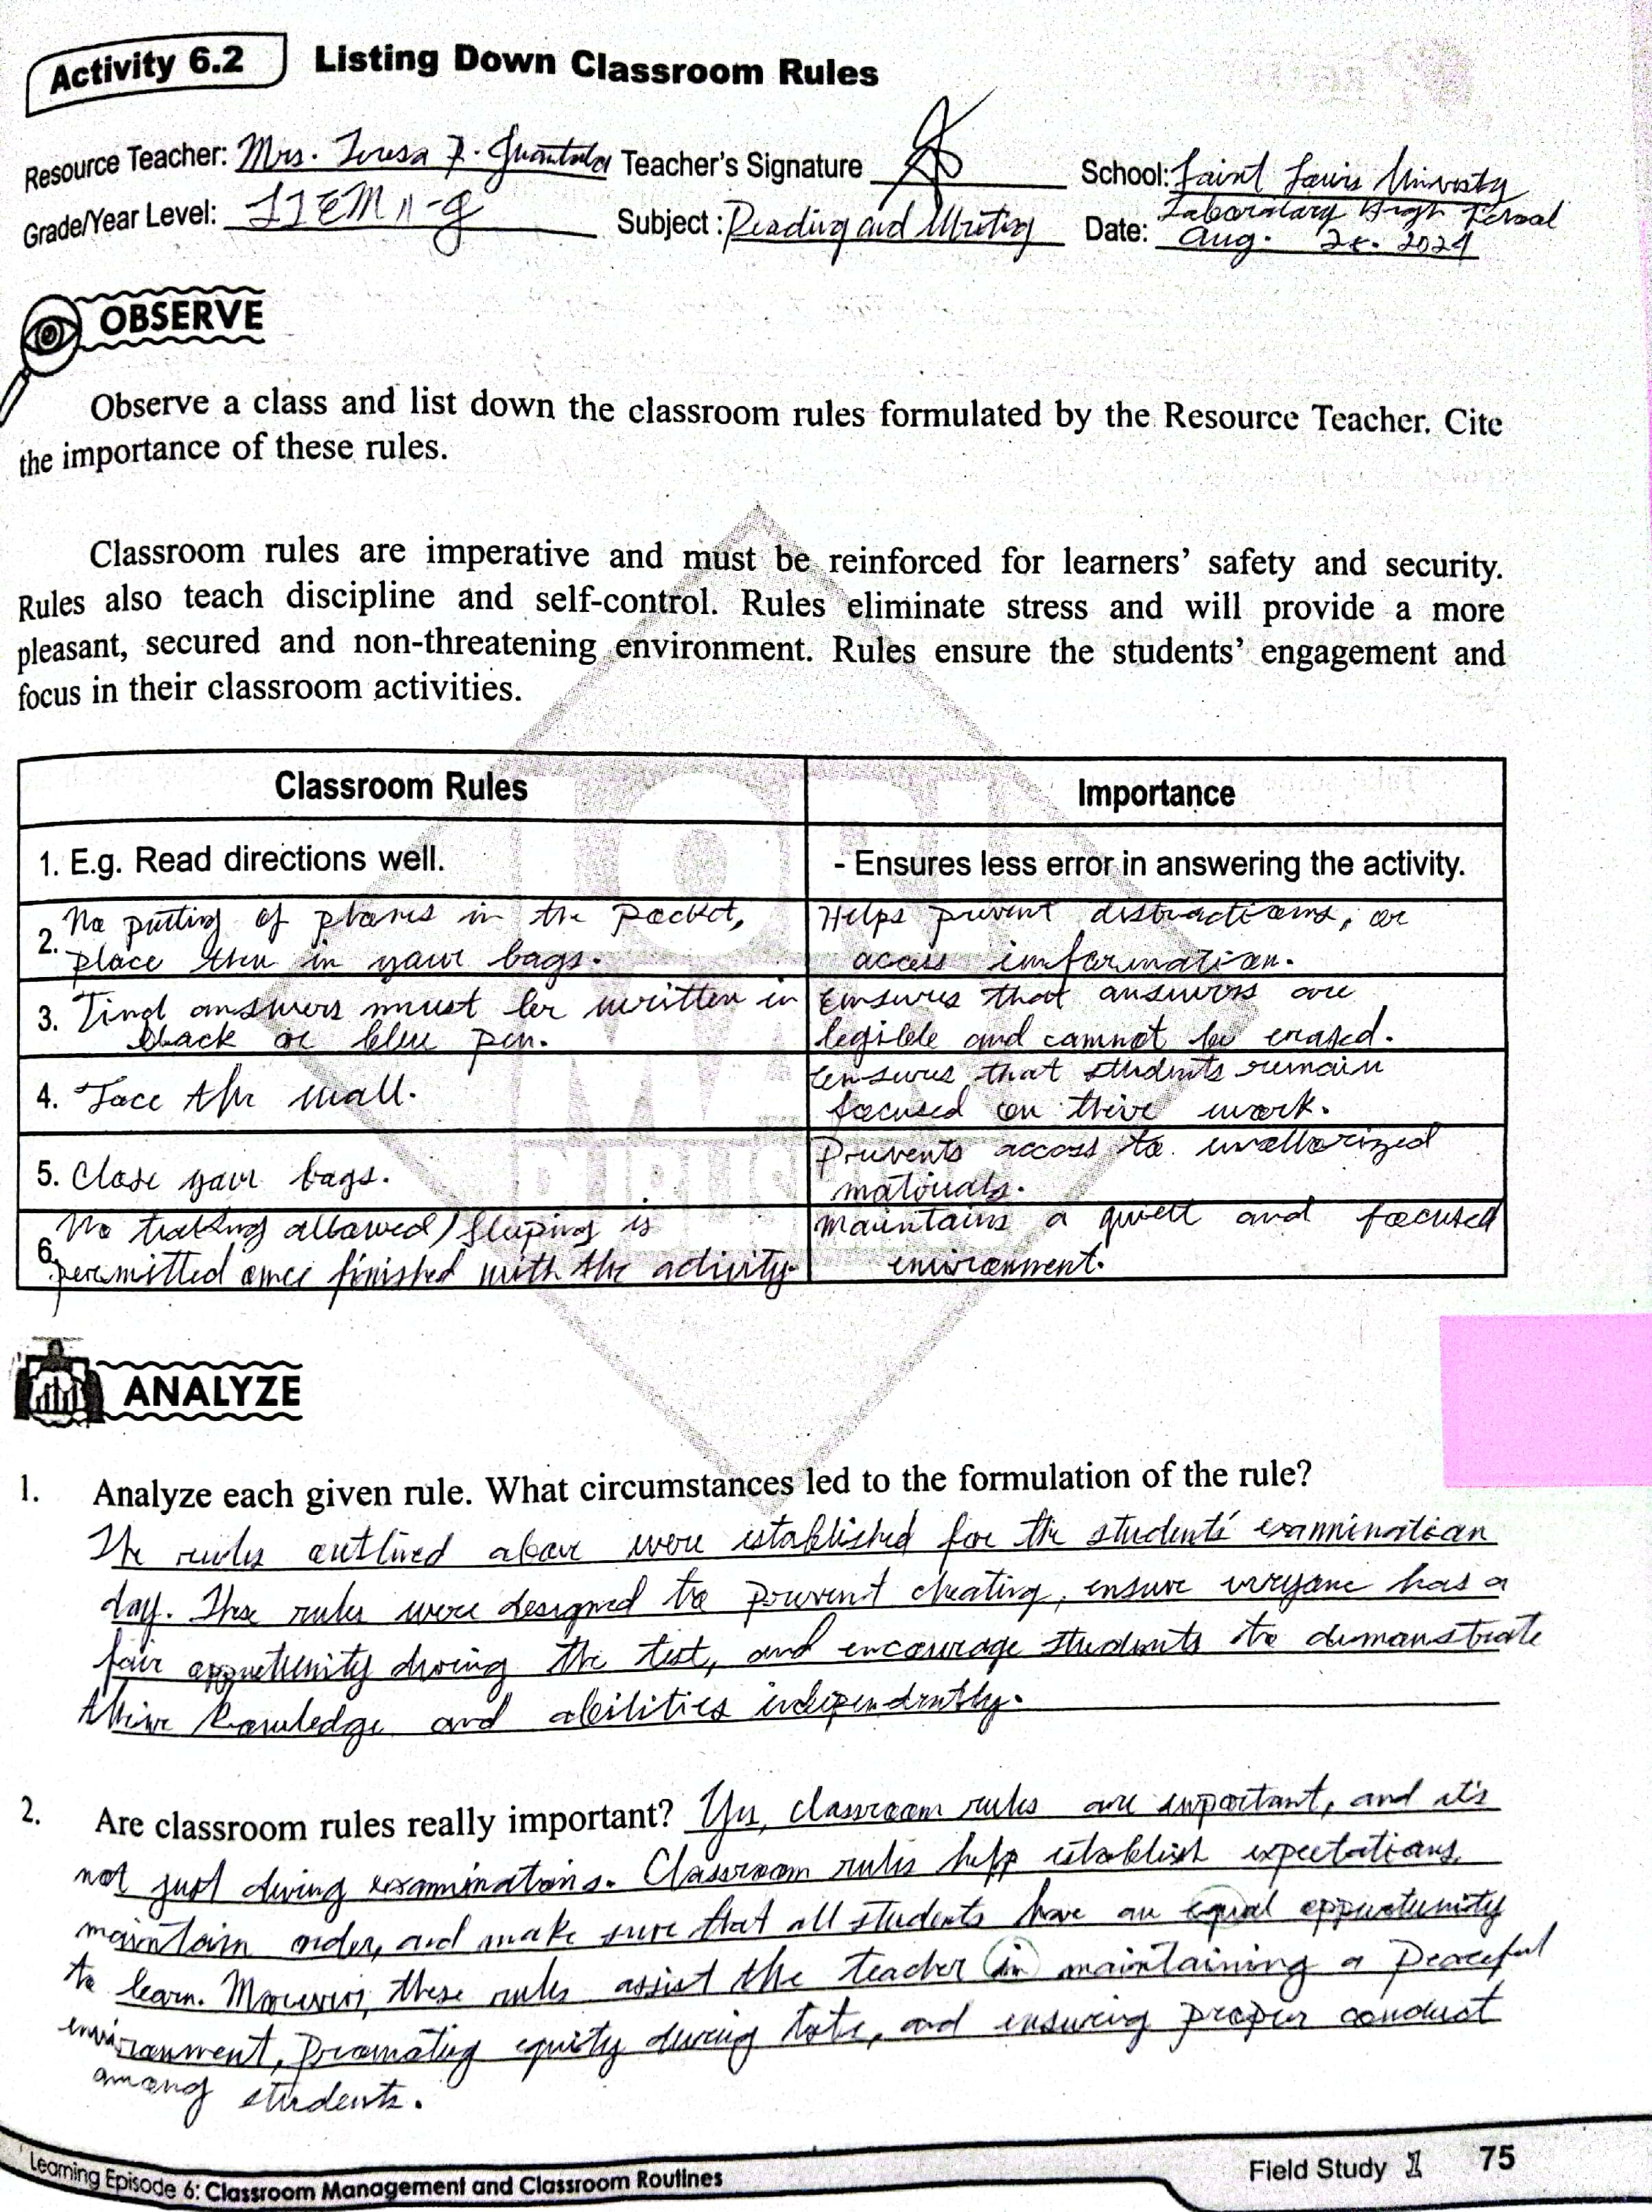 Activity 6.2 Listing Down Classroom Rules
Resource Teacher: Mrs. Teresa Teacher's Signature School: Saint Louis University
Laboratory High School
Grade/Year Level: STEM 11-g Subject: Reading and Writing Date: Aug. 2024
OBSERVE
Observe a class and list down the classroom rules formulated by the Resource Teacher. Cite
the importance of these rules.
Classroom rules are imperative and must be reinforced for learners' safety and security.
Rules also teach discipline and self-control. Rules eliminate stress and will provide a more
pleasant, secured and non-threatening environment. Rules ensure the students' engagement and
focus in their classroom activities.
Classroom Rules Importance
1. E.g. Read directions well. - Ensures less error in answering the activity.
2. No putting of phones in the pocket, Helps prevent distractions, or
place them in your bags. access information.
3. Final answers must be written in Ensures that answers are
black or blue pen. legible and cannot be erased.
4. Face the wall. Ensures that students remain
focused on their work.
5. Close your bags. Prevents access to unathorized
materials.
6. No talking allowed/ Sleeping is Maintains a quiett and focused
permitted once finished with the activity. environment.
ANALYZE
1. Analyze each given rule. What circumstances led to the formulation of the rule?
The rules outlined above were established for the students' examination
day. These rules were designed to prevent cheating, ensure everyone has a
fair opportunity during the test, and encourage students to demonstrate
their knowledge and abilities independently.
2. Are classroom rules really important? Yes, classroom rules are important, and it's
not just during examinations. Classroom rules help establish expectations,
maintain order, and make sure that all students have an equal opportunity
to learn. Moreover, these rules assist the teacher in maintaining a peaceful
environment, promoting equity during tests, and ensuring proper conduct
among students.
Learning Episode 6: Classroom Management and Classroom Routines Field Study 1 75